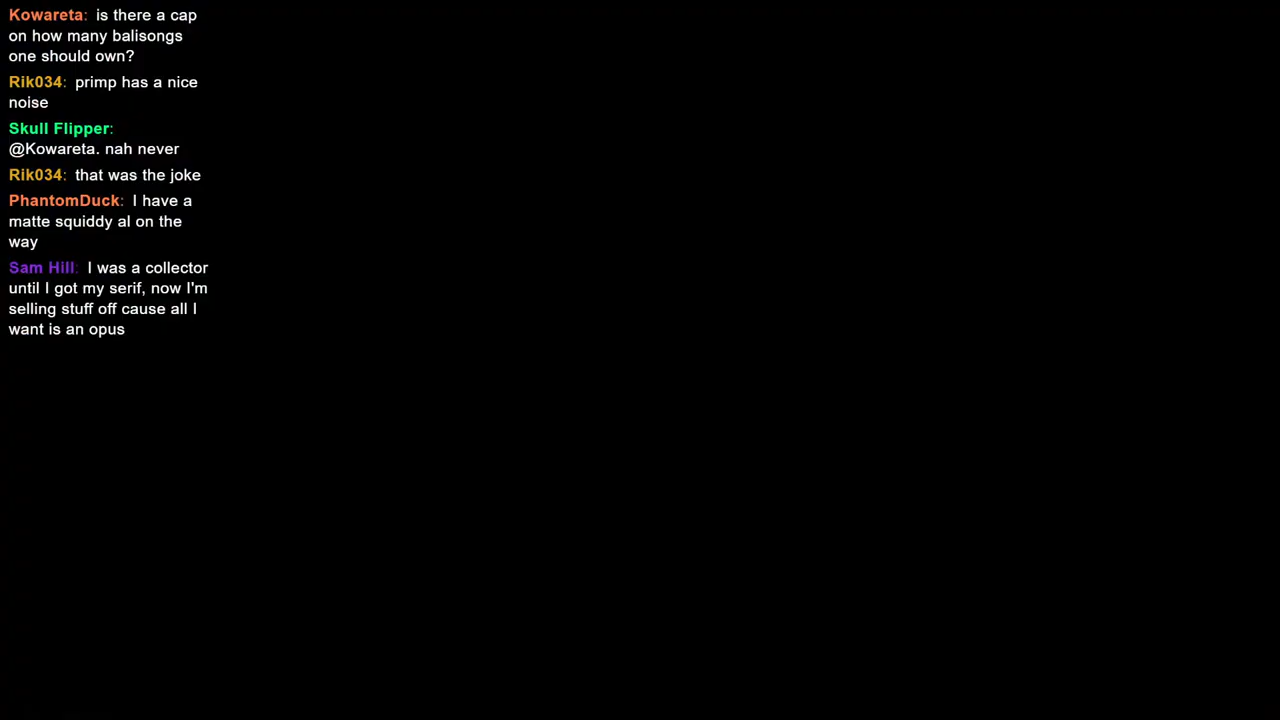 Kowareta: is there a cap
on how many balisongs
one should own?
Rik034: primp has a nice
noise
Skull Flipper:
@Kowareta. nah never
Rik034: that was the joke
PhantomDuck: I have a
matte squiddy al on the
way
Sam Hill: I was a collector
until I got my serif, now I'm
selling stuff off cause all I
want is an opus